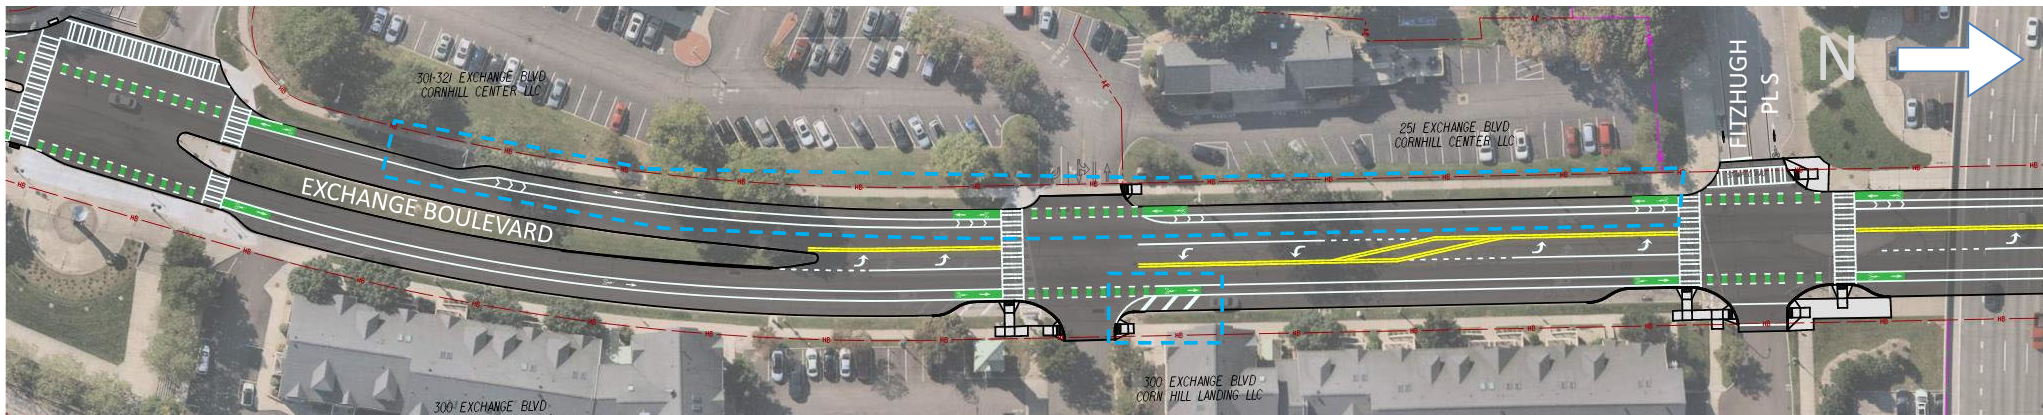 301-321 EXCHANGE BLVD
CORNHILL CENTER LLC
EXCHANGE BOULEVARD
300 EXCHANGE BLVD
251 EXCHANGE BLVD
CORNHILL CENTER LLC
300 EXCHANGE BLVD
CORN HILL LANDING LLC
FITZHUGH
PLS
N